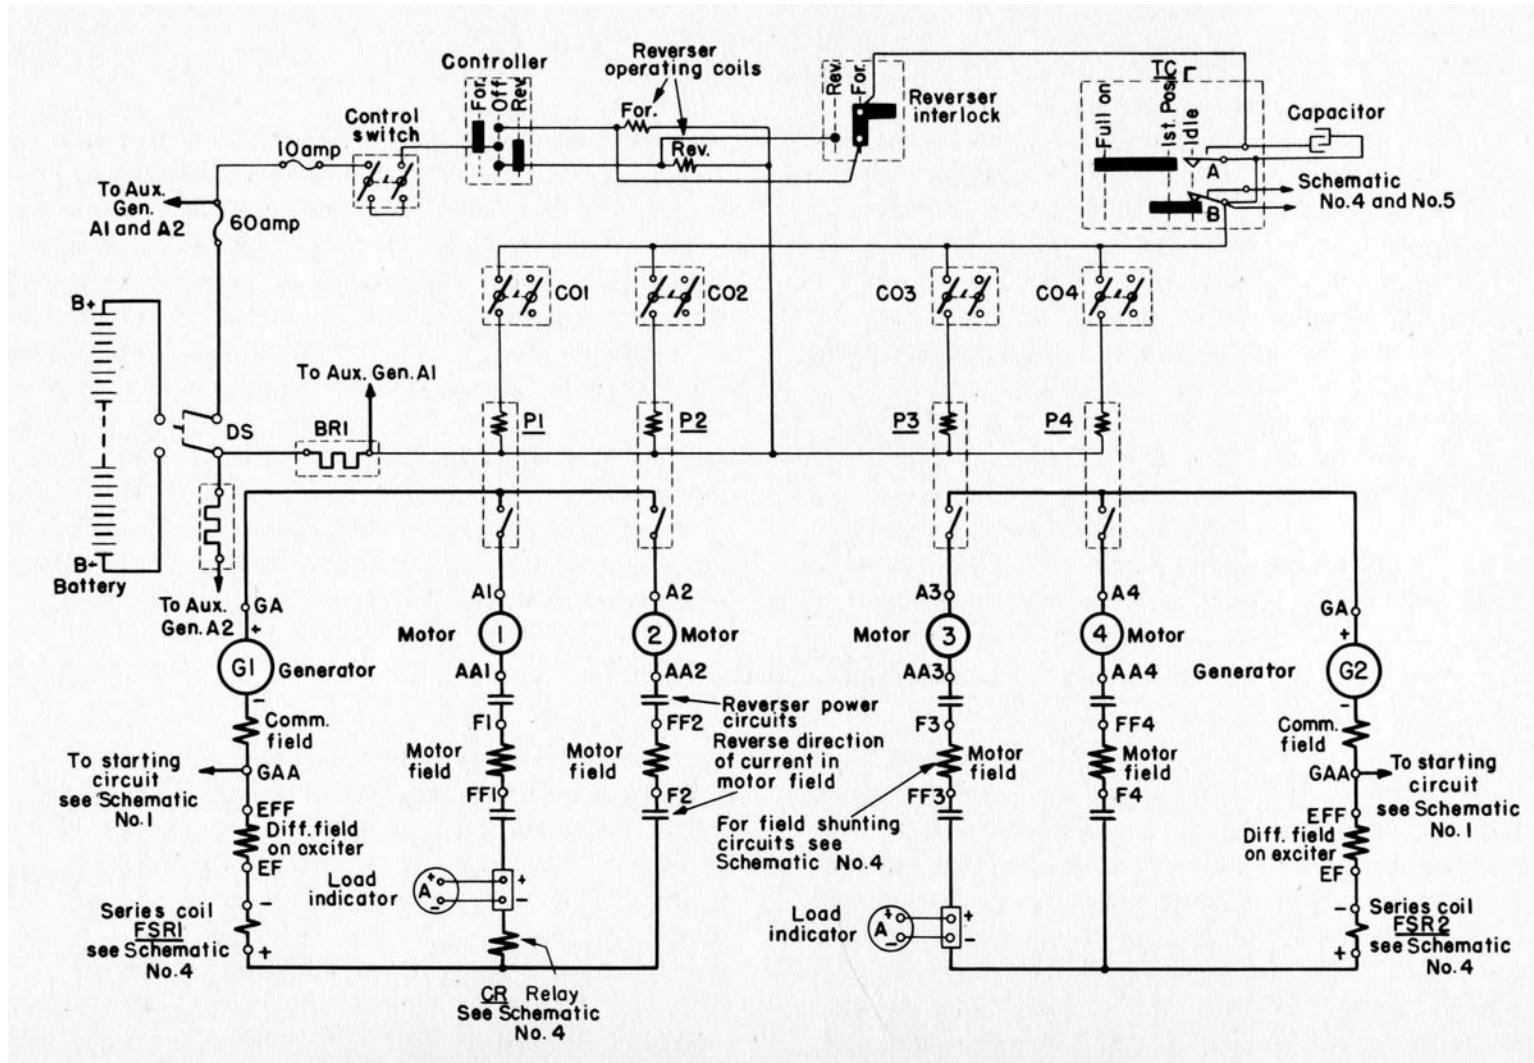 Controller
For.
Off
Rev.
Reverser
operating coils
For.
Rev.
Rev.
For.
Reverser
interlock
TC
Full on
1st. Pos.
Idle
A
B
Capacitor
Schematic
No.4 and No.5
Control
switch
10amp
To Aux.
Gen.
A1 and A2
60amp
CO1
CO2
CO3
CO4
B+
B-
Battery
DS
BR1
To Aux. Gen. A1
P1
P2
P3
P4
To Aux.
Gen. A2
GA
+
G1
Generator
-
Comm.
field
To starting
circuit
see Schematic
No.1
GAA
EFF
Diff. field
on exciter
EF
-
Series coil
FSR1
see Schematic
No.4
+
A1
Motor
1
AA1
F1
Motor
field
FF1
Load
indicator
A
+
-
+
-
CR Relay
See Schematic
No. 4
A2
2
Motor
AA2
FF2
Motor
field
F2
Reverser power
circuits
Reverse direction
of current in
motor field
For field shunting
circuits see
Schematic No.4
A3
Motor
3
AA3
F3
Motor
field
FF3
Load
indicator
A
+
-
+
-
A4
4
Motor
AA4
FF4
Motor
field
F4
GA
+
Generator
G2
-
Comm.
field
GAA
To starting
circuit
see Schematic
No.1
EFF
Diff. field
on exciter
EF
-
Series coil
FSR2
see Schematic
No.4
+